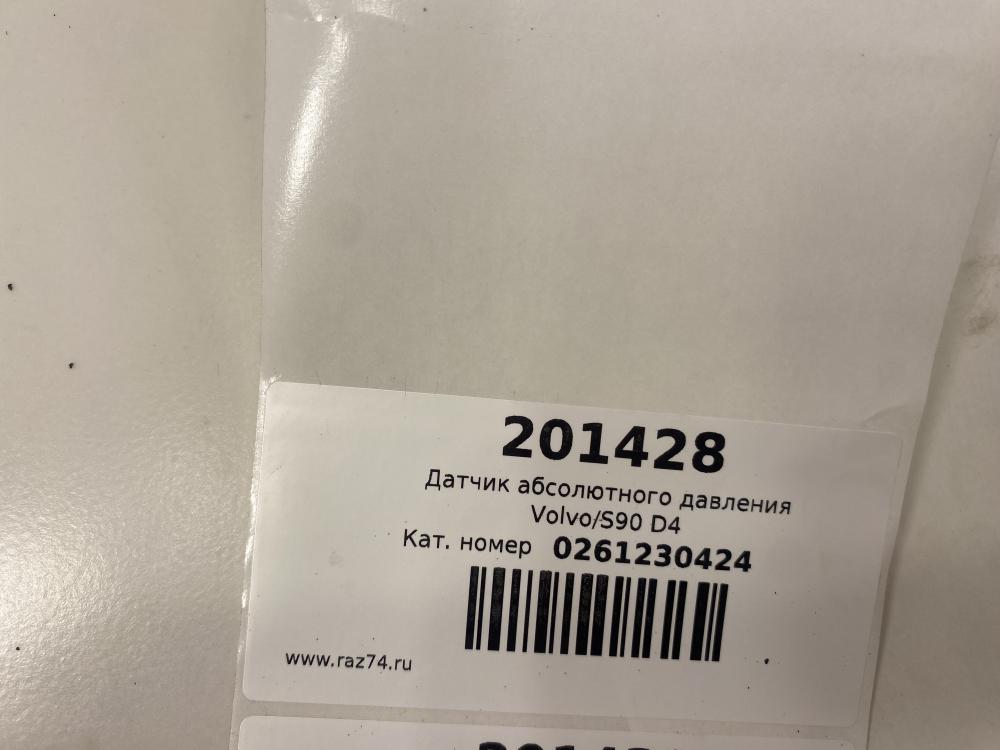 201428
Датчик абсолютного давления
Volvo/S90 D4
Кат. номер 0261230424
www.raz74.ru